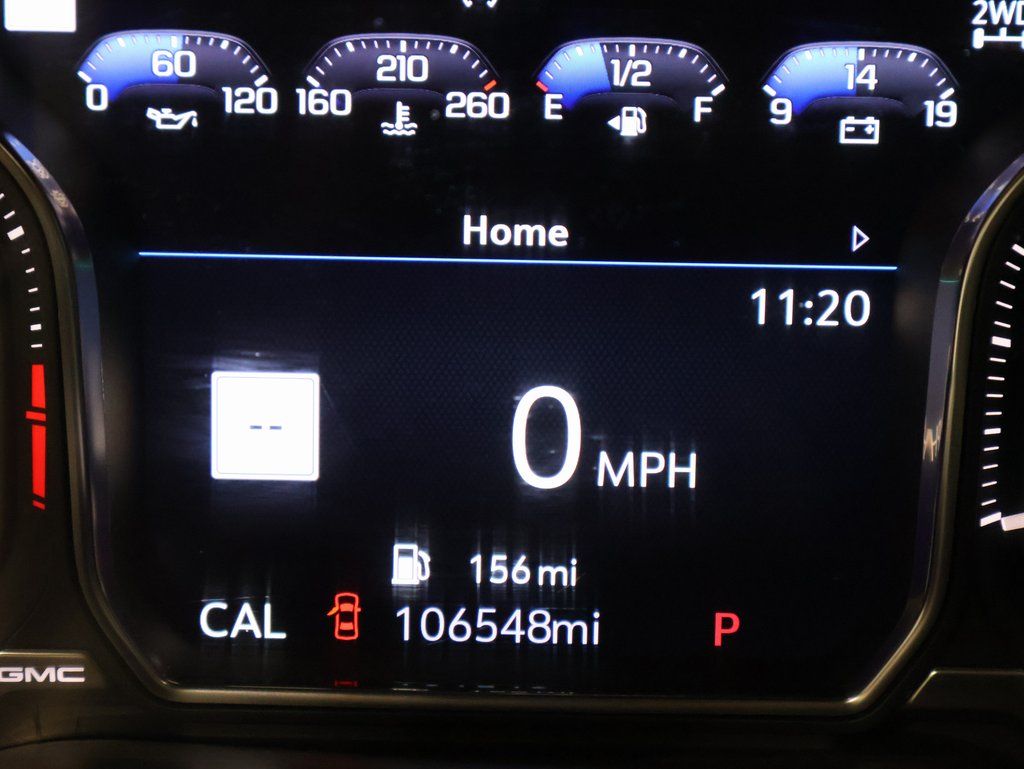 2WD
60
0 120
210
160 260
1/2
E F
14
9 19
Home
11:20
--
0 MPH
156 mi
CAL 106548mi P
GMC